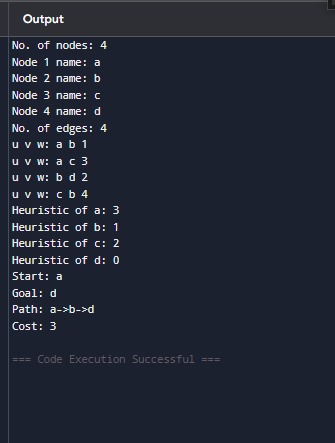 Output
No. of nodes: 4
Node 1 name: a
Node 2 name: b
Node 3 name: c
Node 4 name: d
No. of edges: 4
u v w: a b 1
u v w: a c 3
u v w: b d 2
u v w: c b 4
Heuristic of a: 3
Heuristic of b: 1
Heuristic of c: 2
Heuristic of d: 0
Start: a
Goal: d
Path: a->b->d
Cost: 3
=== Code Execution Successful ===